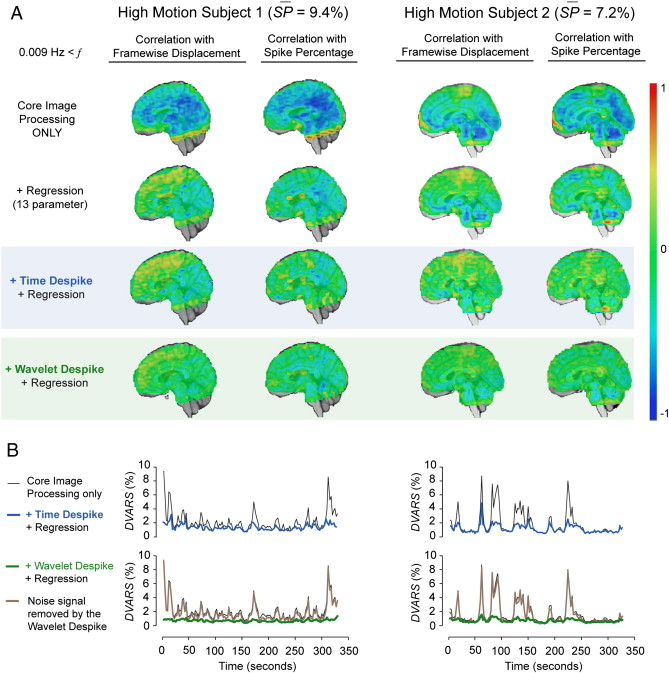 A
High Motion Subject 1 (SP = 9.4%)
High Motion Subject 2 (SP = 7.2%)
0.009 Hz < f
Correlation with
Framewise Displacement
Correlation with
Spike Percentage
Correlation with
Framewise Displacement
Correlation with
Spike Percentage
Core Image
Processing
ONLY
+ Regression
(13 parameter)
+ Time Despike
+ Regression
+ Wavelet Despike
+ Regression
1
0
-1
B
Core Image
Processing only
+ Time Despike
+ Regression
+ Wavelet Despike
+ Regression
Noise signal
removed by the
Wavelet Despike
DVARS (%)
10
8
6
4
2
0
DVARS (%)
10
8
6
4
2
0
DVARS (%)
10
8
6
4
2
0
0 50 100 150 200 250 300 350
Time (seconds)
DVARS (%)
10
8
6
4
2
0
0 50 100 150 200 250 300 350
Time (seconds)